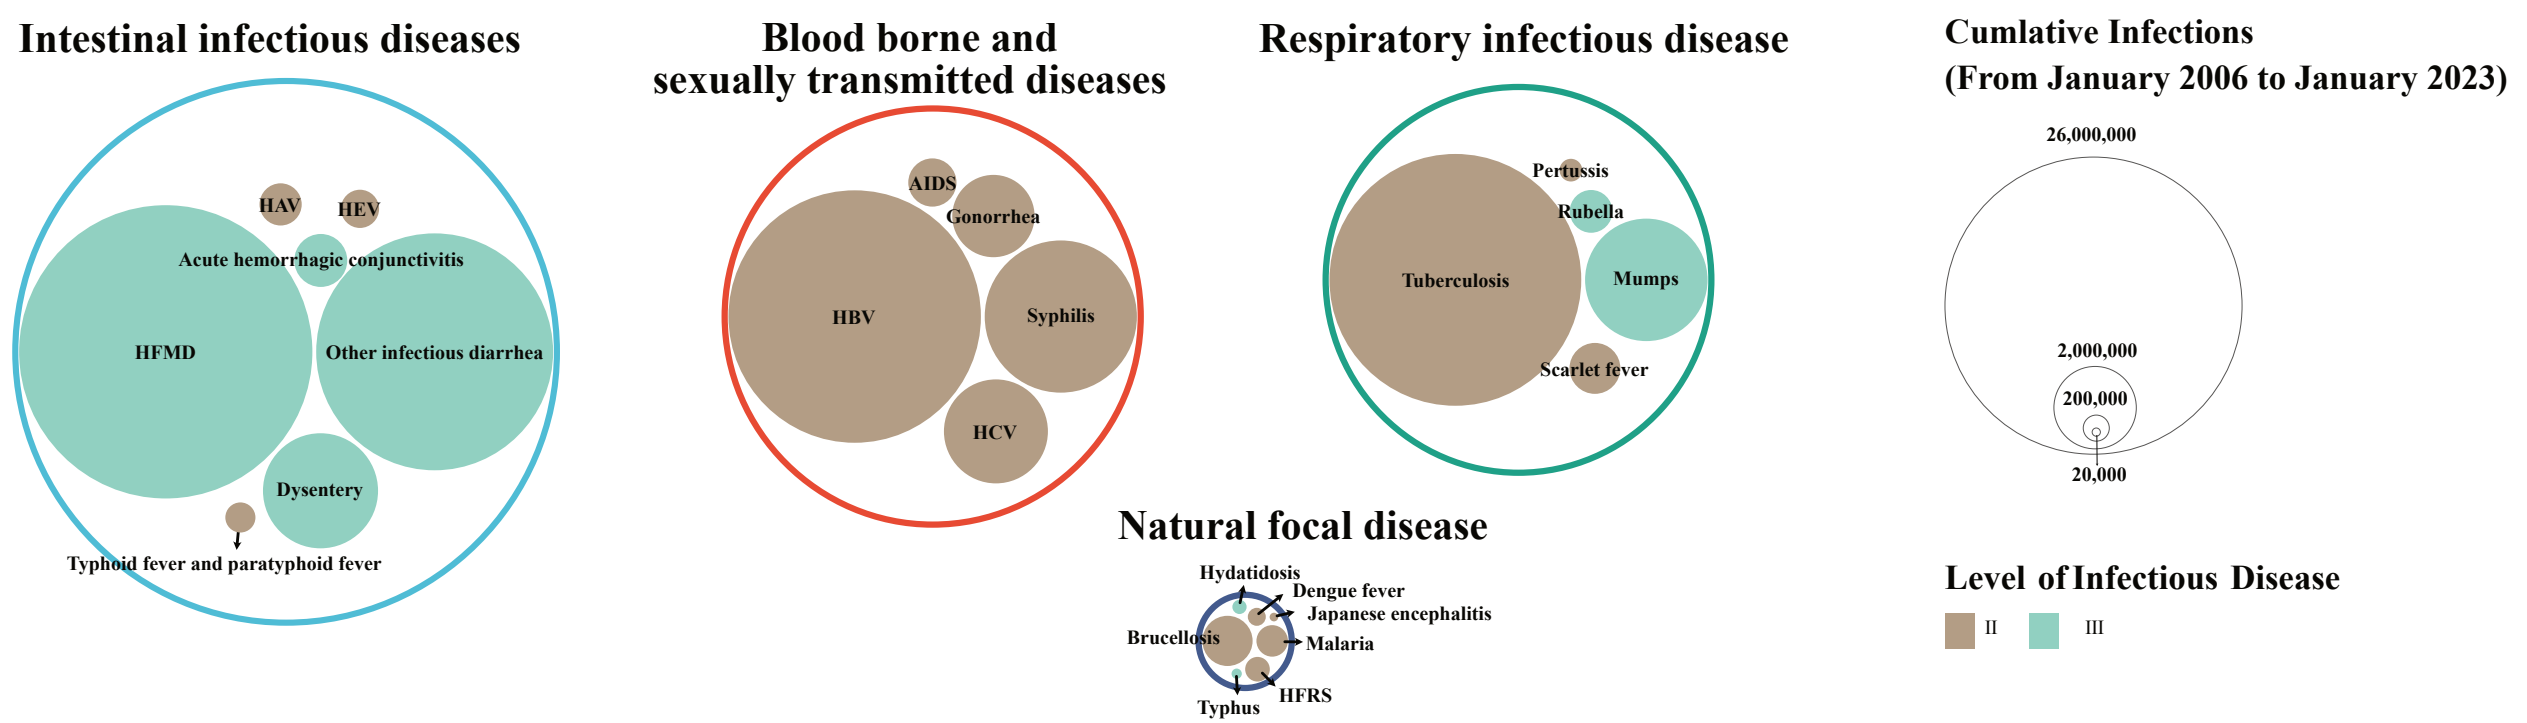 Intestinal infectious diseases
HAV
HEV
Acute hemorrhagic conjunctivitis
HFMD
Other infectious diarrhea
Dysentery
Typhoid fever and paratyphoid fever
Blood borne and
sexually transmitted diseases
AIDS
Gonorrhea
HBV
Syphilis
HCV
Respiratory infectious disease
Pertussis
Rubella
Tuberculosis
Mumps
Scarlet fever
Natural focal disease
Hydatidosis
Dengue fever
Japanese encephalitis
Brucellosis
Malaria
HFRS
Typhus
Cumlative Infections
(From January 2006 to January 2023)
26,000,000
2,000,000
200,000
20,000
Level of Infectious Disease
II
III